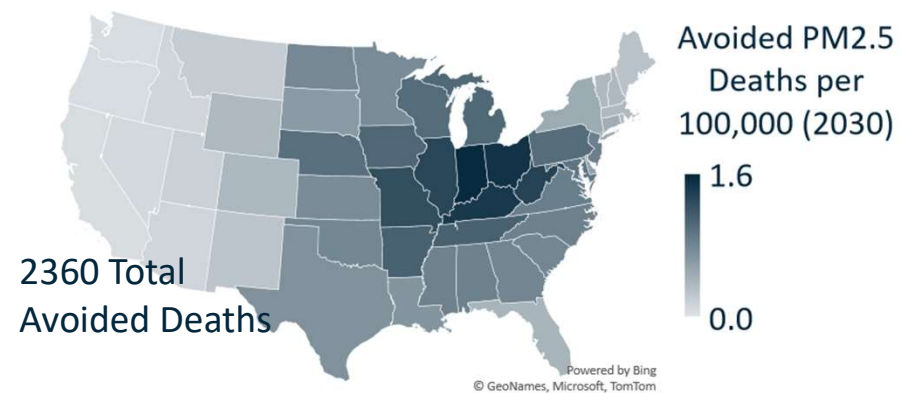 Avoided PM2.5
Deaths per
100,000 (2030)
1.6
0.0
2360 Total
Avoided Deaths
Powered by Bing
© GeoNames, Microsoft, TomTom